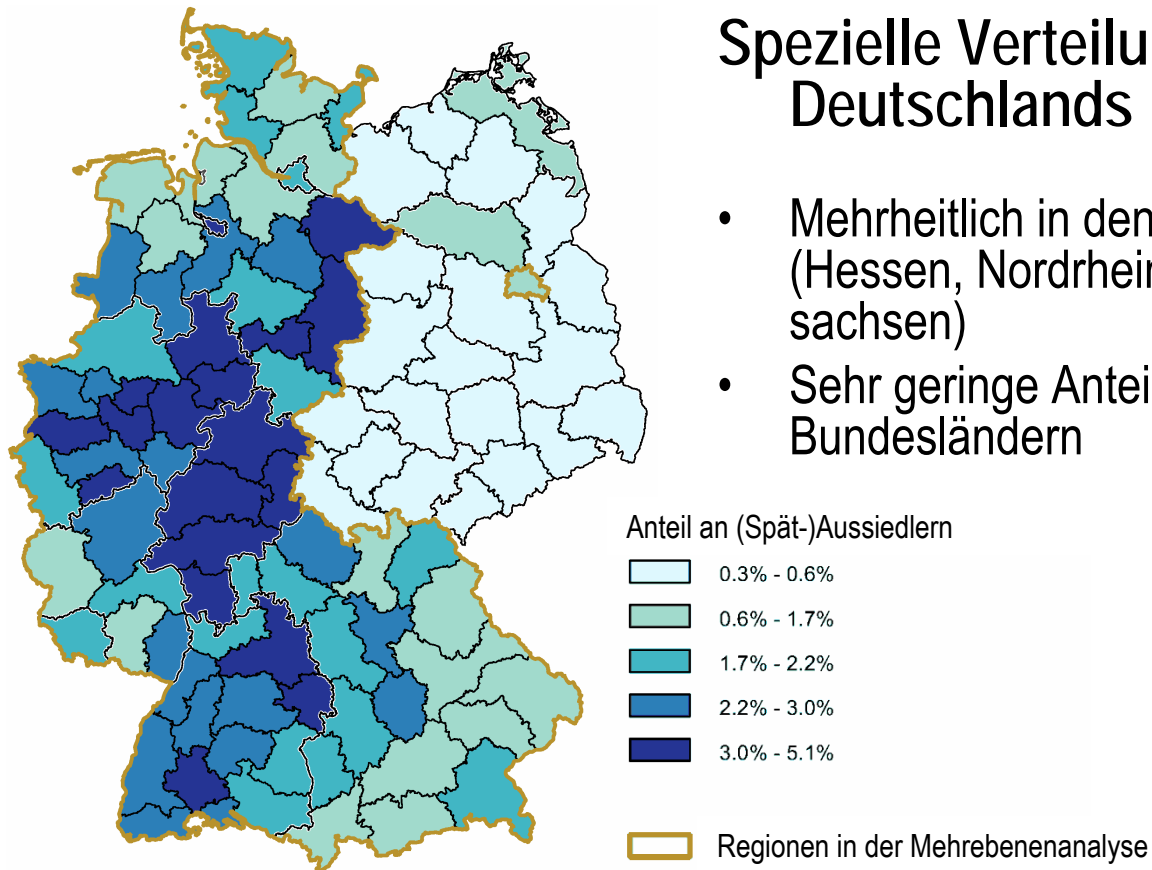 Spezielle Verteilu
Deutschlands
• Mehrheitlich in den
(Hessen, Nordrhein
sachsen)
• Sehr geringe Antei
Bundesländern
Anteil an (Spät-)Aussiedlern
0.3% - 0.6%
0.6% - 1.7%
1.7% - 2.2%
2.2% - 3.0%
3.0% - 5.1%
Regionen in der Mehrebenenanalyse